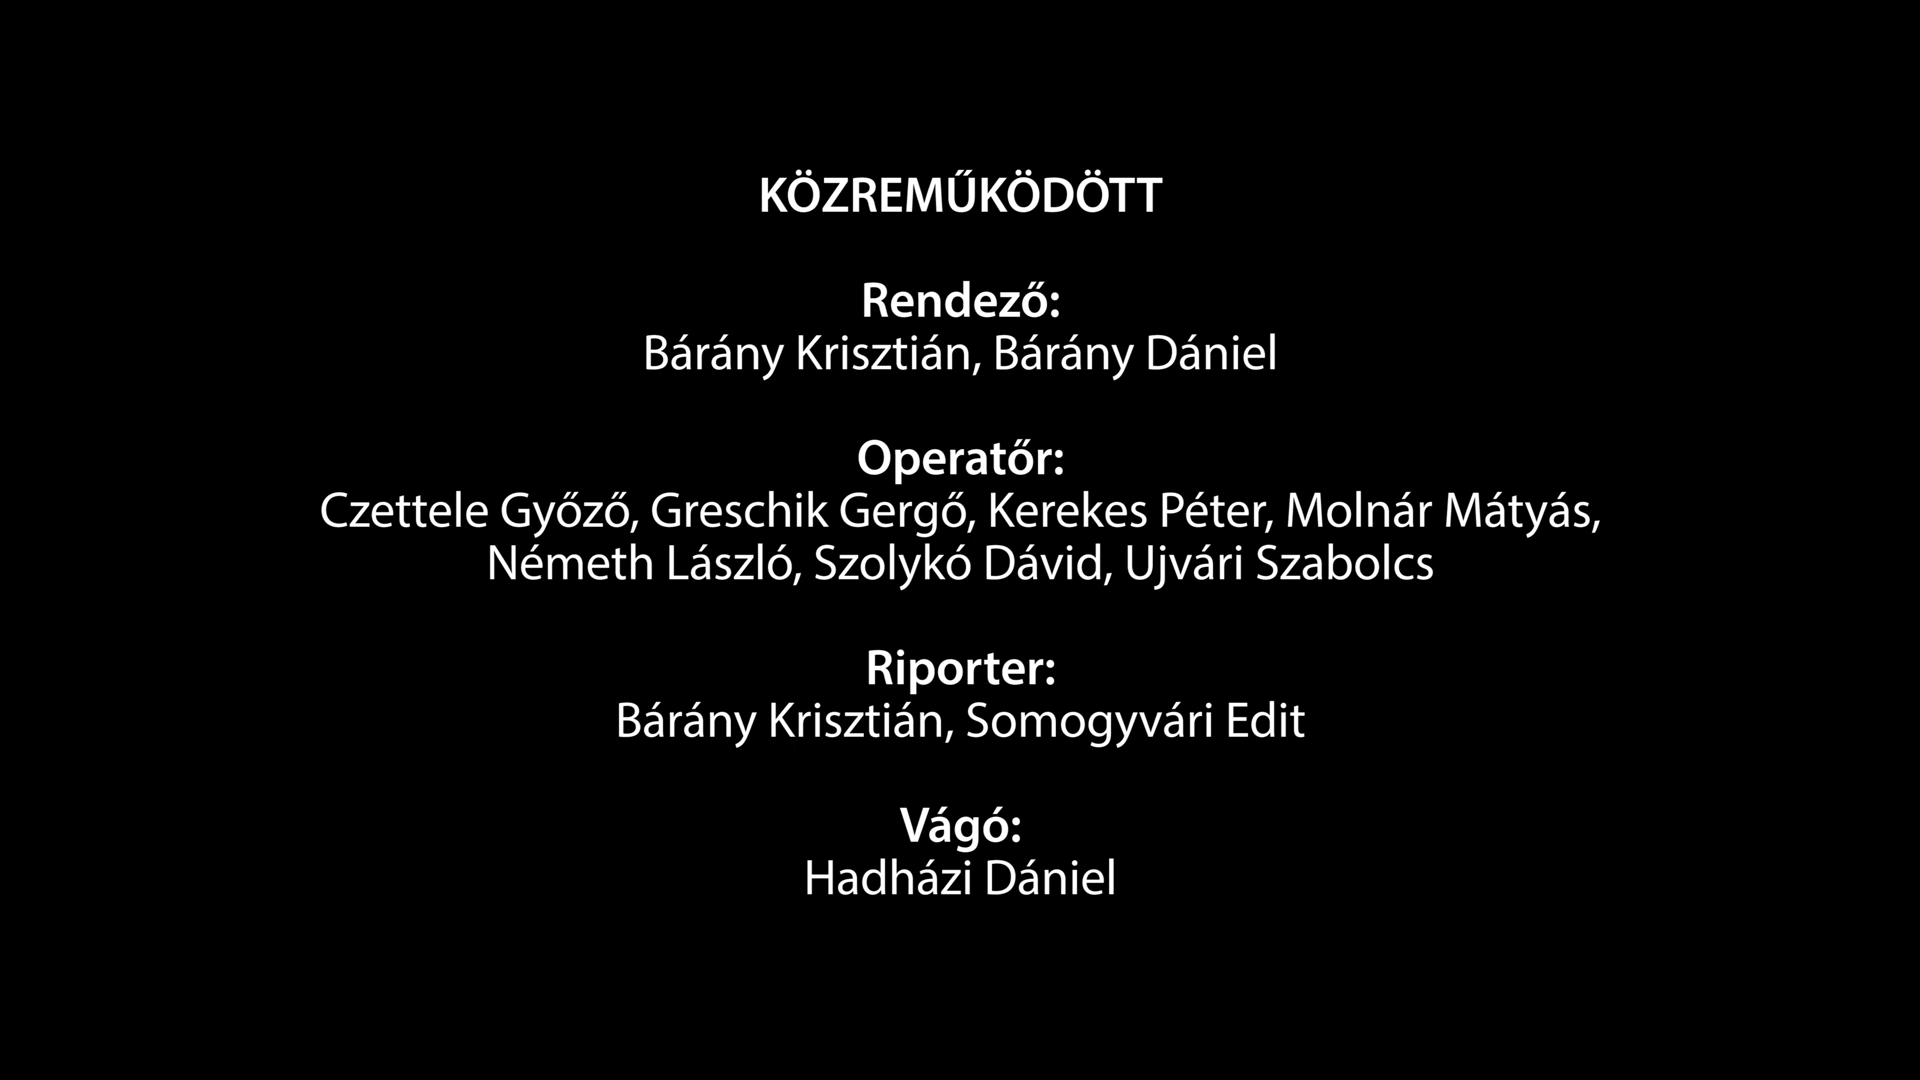 KÖZREMŰKÖDÖTT
Rendező:
Bárány Krisztián, Bárány Dániel
Operatőr:
Czettele Győző, Greschik Gergő, Kerekes Péter, Molnár Mátyás,
Németh László, Szolykó Dávid, Ujvári Szabolcs
Riporter:
Bárány Krisztián, Somogyvári Edit
Vágó:
Hadházi Dániel